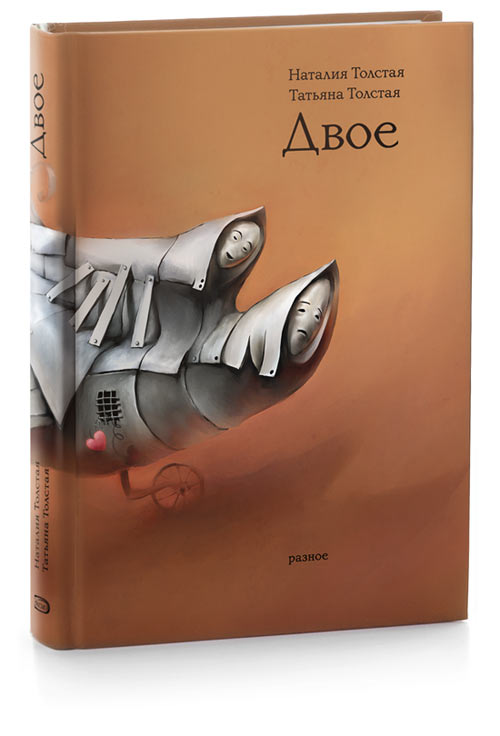 Наталия Толстая
Татьяна Толстая
Двое
разное
Двое
Наталия Толстая
Татьяна Толстая